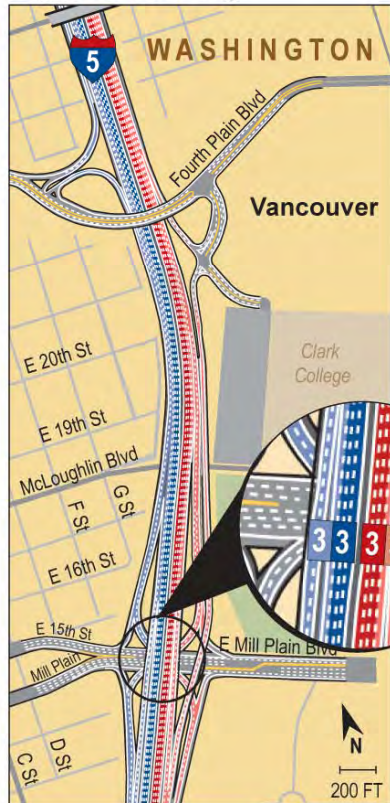 WASHINGTON
5
Fourth Plain Blvd
Vancouver
E 20th St
Clark
College
E 19th St
McLoughlin Blvd
G St
F St
E 16th St
3 3 3
E 15th St
E Mill Plain Blvd
Mill Plain
D St
C St
N
200 FT